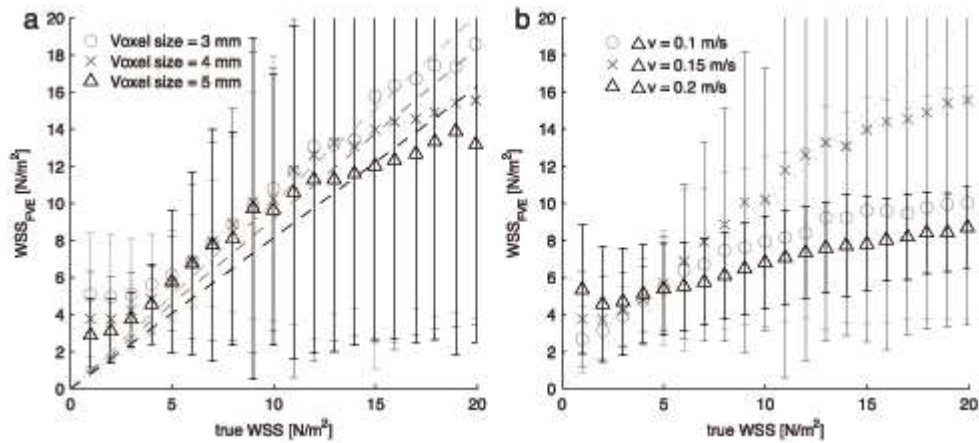 a
Voxel size = 3 mm
Voxel size = 4 mm
Voxel size = 5 mm
WSS_PVE [N/m²]
20
18
16
14
12
10
8
6
4
2
0
0 5 10 15 20
true WSS [N/m²]
b
△v = 0.1 m/s
△v = 0.15 m/s
△v = 0.2 m/s
WSS_PVE [N/m²]
20
18
16
14
12
10
8
6
4
2
0
0 5 10 15 20
true WSS [N/m²]